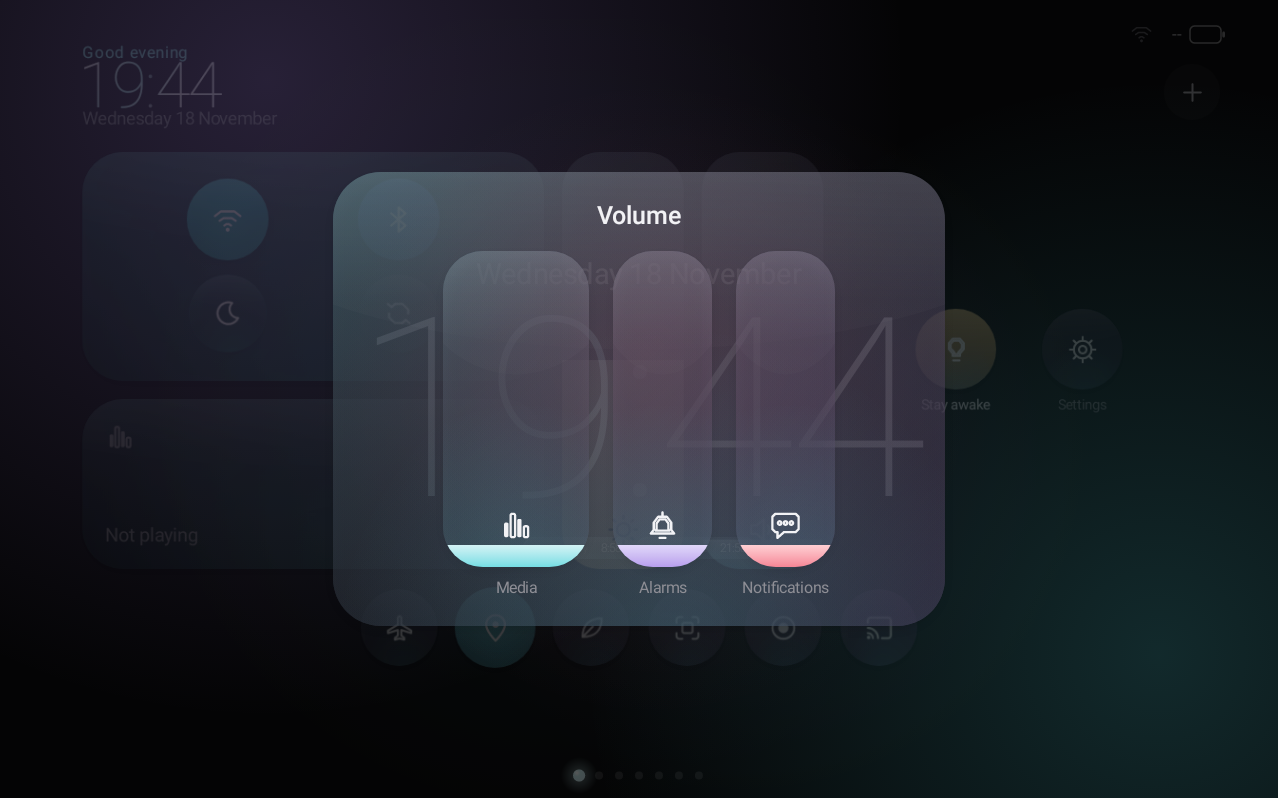 Good evening
--
19:44
Wednesday 18 November
Volume
Wednesday 18 November
19:44
Stay awake
Settings
Not playing
Media
Alarms
Notifications